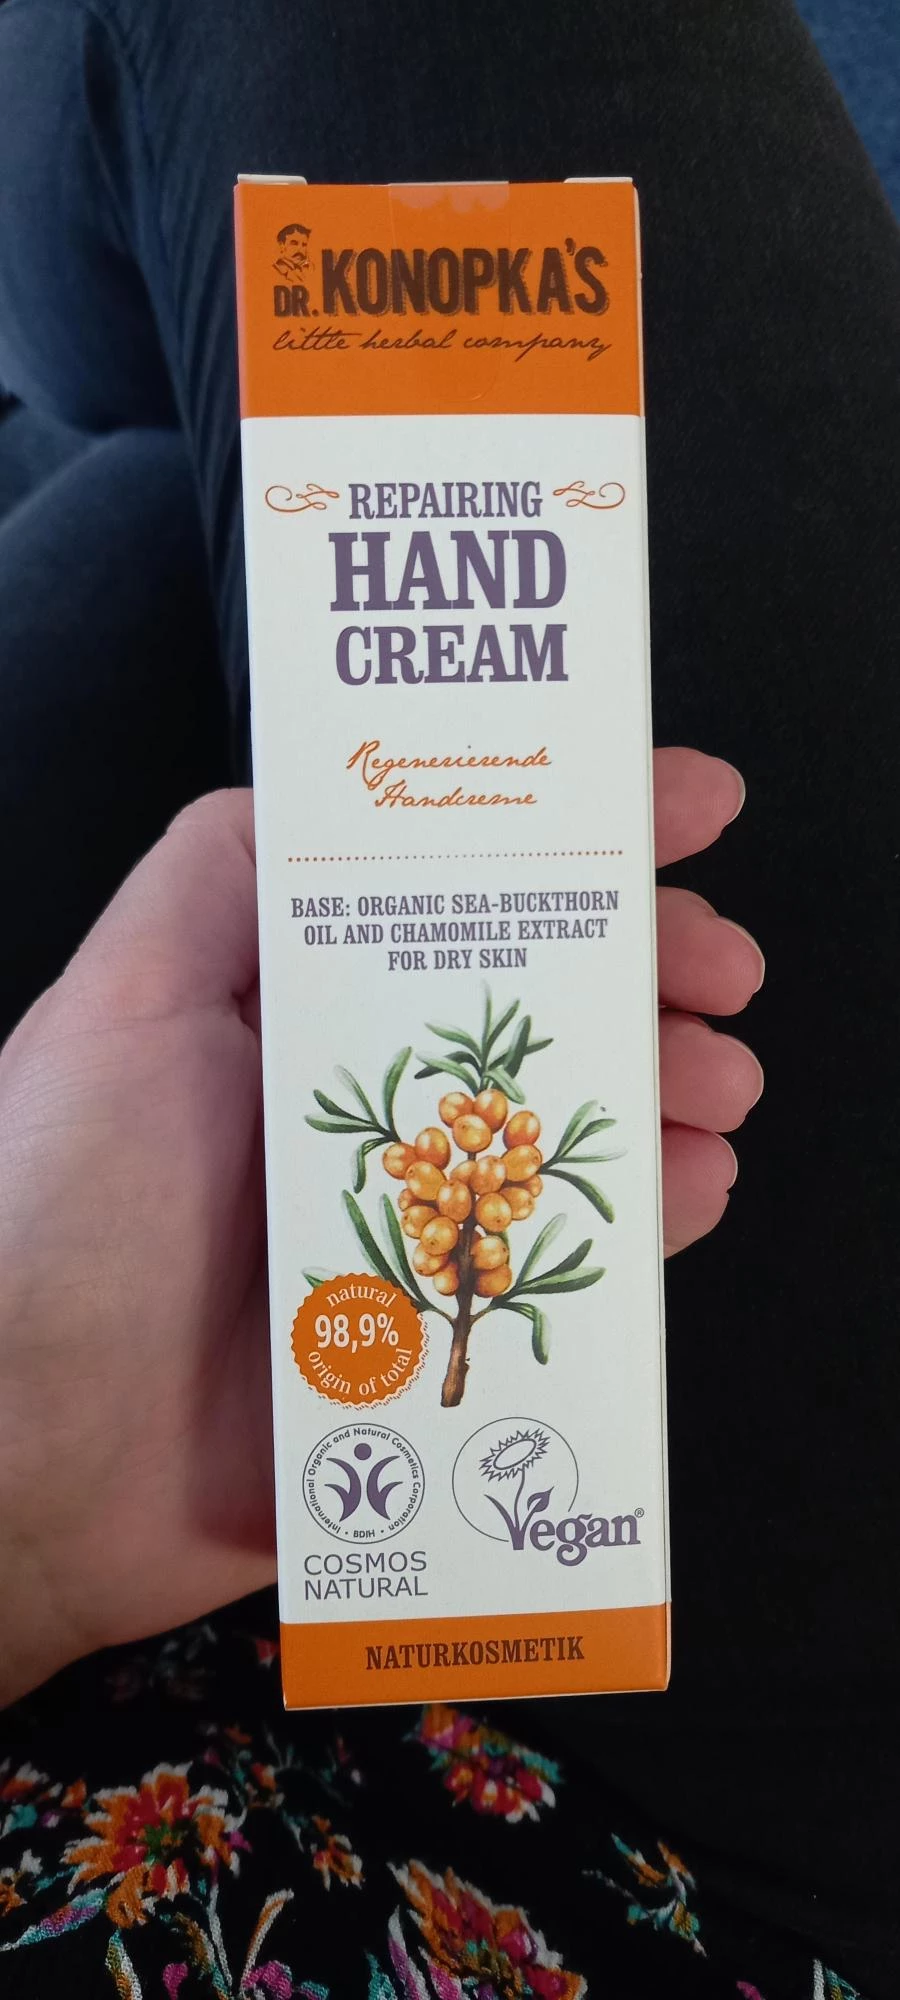 DR. KONOPKA'S
little herbal company
REPAIRING
HAND
CREAM
Regenerierende
Handcreme
BASE: ORGANIC SEA-BUCKTHORN
OIL AND CHAMOMILE EXTRACT
FOR DRY SKIN
natural
98,9%
origin of total
International Organic and Natural Cosmetics Corporation
• BDIH •
COSMOS
NATURAL
Vegan®
NATURKOSMETIK